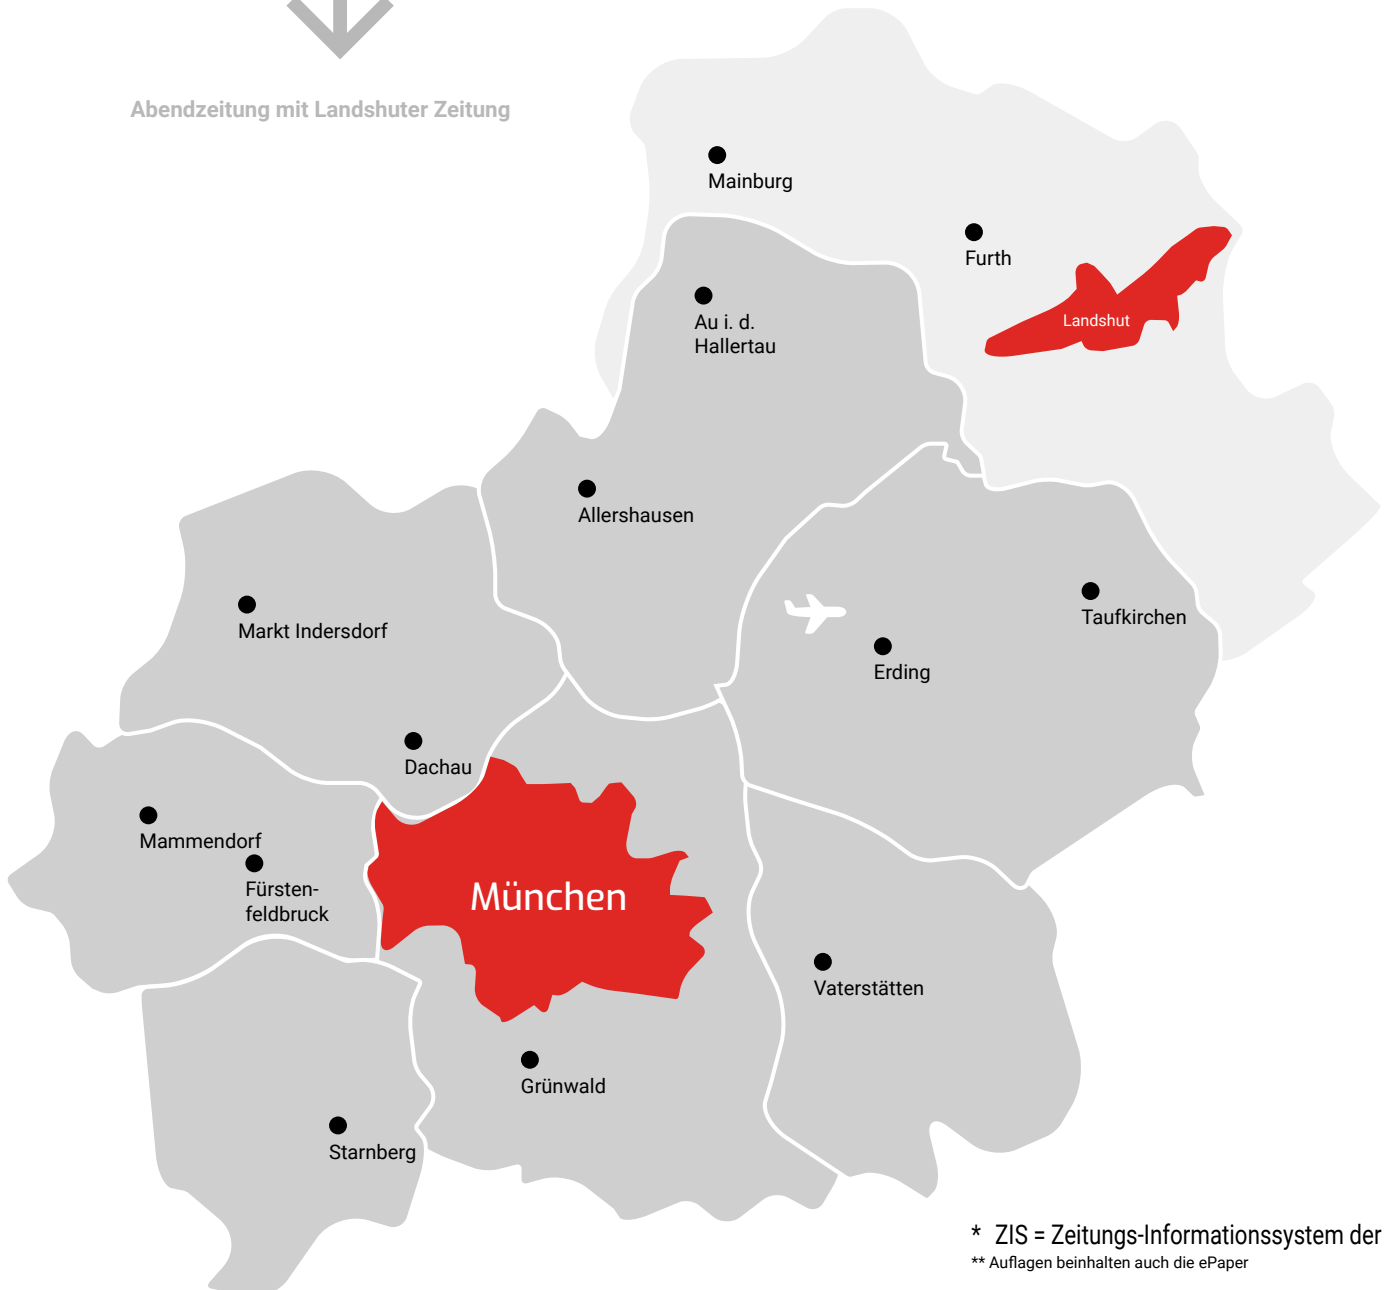 Abendzeitung mit Landshuter Zeitung
Mainburg
Furth
Landshut
Au i. d.
Hallertau
Allershausen
Markt Indersdorf
Taufkirchen
Erding
Dachau
Mammendorf
Fürsten-
feldbruck
München
Vaterstätten
Grünwald
Starnberg
* ZIS = Zeitungs-Informationssystem der
** Auflagen beinhalten auch die ePaper